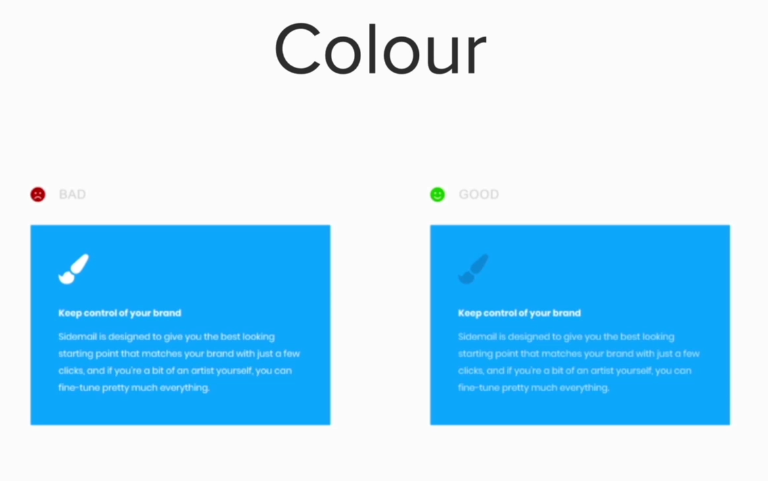 Colour
BAD
GOOD
Keep control of your brand
Sidemail is designed to give you the best looking
starting point that matches your brand with just a few
clicks, and if you're a bit of an artist yourself, you can
fine-tune pretty much everything.
Keep control of your brand
Sidemail is designed to give you the best looking
starting point that matches your brand with just a few
clicks, and if you're a bit of an artist yourself, you can
fine-tune pretty much everything.